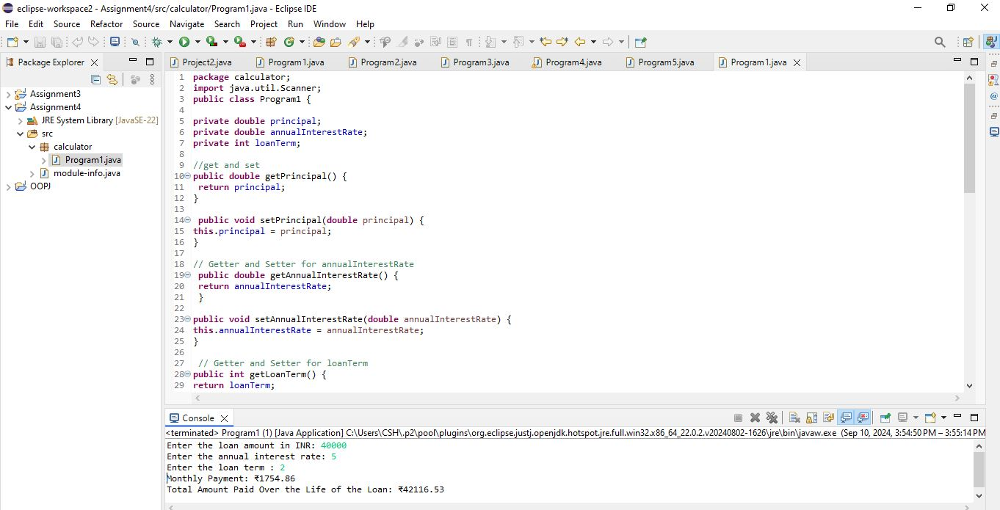 eclipse-workspace2 - Assignment4/src/calculator/Program1.java - Eclipse IDE
File Edit Source Refactor Source Navigate Search Project Run Window Help
Package Explorer
Project2.java Program1.java Program2.java Program3.java Program4.java Program5.java Program1.java
Assignment3
Assignment4
JRE System Library [JavaSE-22]
src
calculator
Program1.java
module-info.java
OOPJ
1 package calculator;
2 import java.util.Scanner;
3 public class Program1 {
4
5 private double principal;
6 private double annualInterestRate;
7 private int loanTerm;
8
9 //get and set
10 public double getPrincipal() {
11 return principal;
12 }
13
14 public void setPrincipal(double principal) {
15 this.principal = principal;
16 }
17
18 // Getter and Setter for annualInterestRate
19 public double getAnnualInterestRate() {
20 return annualInterestRate;
21 }
22
23 public void setAnnualInterestRate(double annualInterestRate) {
24 this.annualInterestRate = annualInterestRate;
25 }
26
27 // Getter and Setter for loanTerm
28 public int getLoanTerm() {
29 return loanTerm;
Console
<terminated> Program1 (1) [Java Application] C:\Users\CSH\.p2\pool\plugins\org.eclipse.justj.openjdk.hotspot.jre.full.win32.x86_64_22.0.2.v20240802-1626\jre\bin\javaw.exe (Sep 10, 2024, 3:54:50 PM – 3:55:14 PM
Enter the loan amount in INR: 40000
Enter the annual interest rate: 5
Enter the loan term : 2
Monthly Payment: ₹1754.86
Total Amount Paid Over the Life of the Loan: ₹42116.53